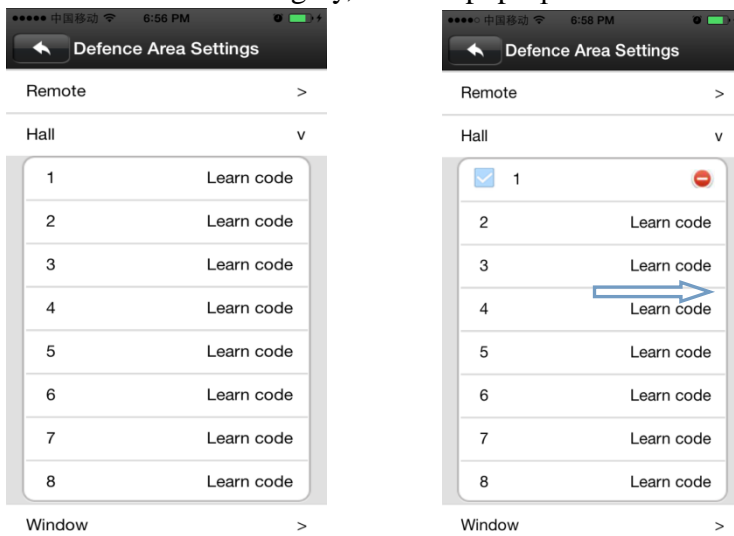 中国移动 6:56 PM
Defence Area Settings
Remote >
Hall v
1 Learn code
2 Learn code
3 Learn code
4 Learn code
5 Learn code
6 Learn code
7 Learn code
8 Learn code
Window >
中国移动 6:58 PM
Defence Area Settings
Remote >
Hall v
1
2 Learn code
3 Learn code
4 Learn code
5 Learn code
6 Learn code
7 Learn code
8 Learn code
Window >